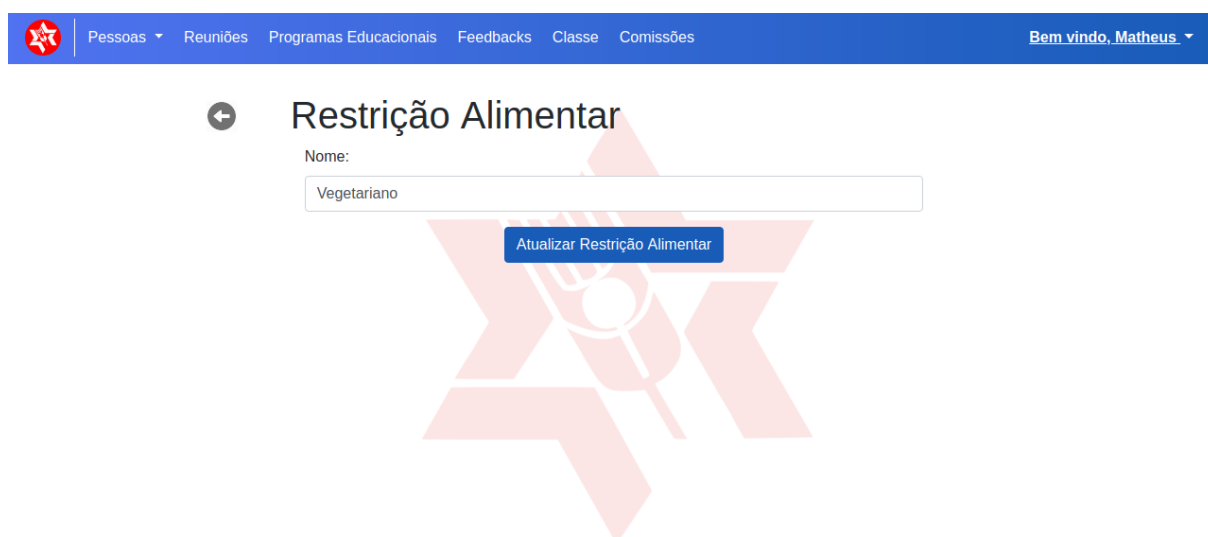 Pessoas Reuniões Programas Educacionais Feedbacks Classe Comissões Bem vindo, Matheus
Restrição Alimentar
Nome:
Vegetariano
Atualizar Restrição Alimentar